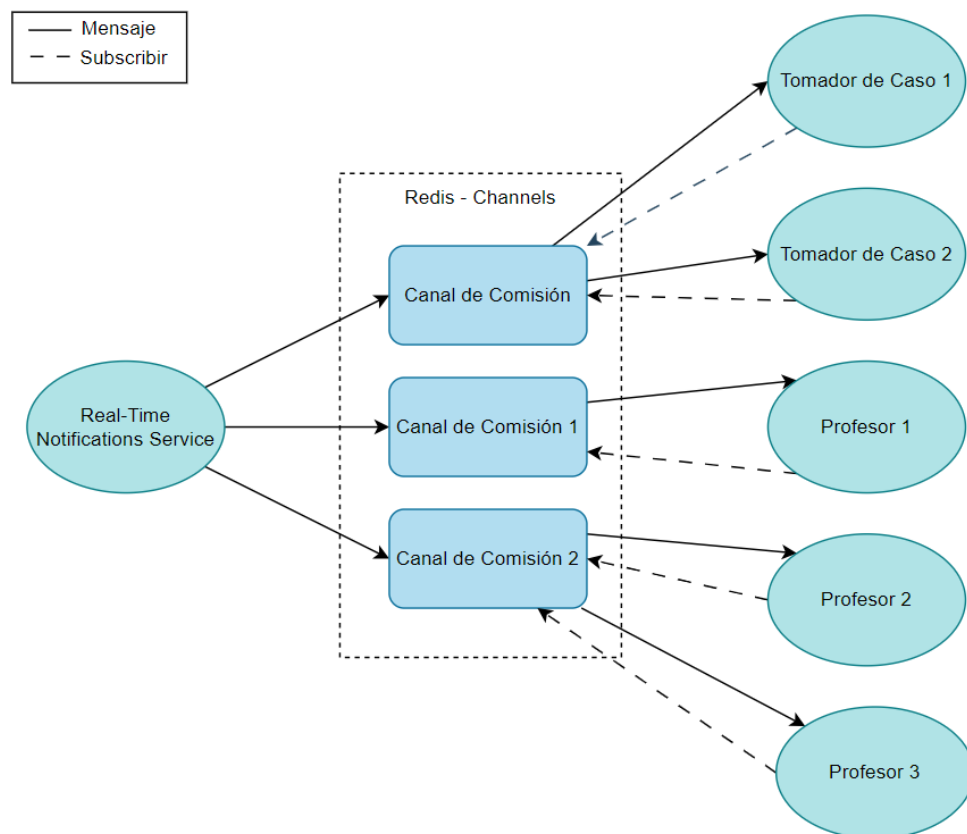 Mensaje
Subscribir
Tomador de Caso 1
Redis - Channels
Tomador de Caso 2
Canal de Comisión
Real-Time
Notifications Service
Canal de Comisión 1
Profesor 1
Canal de Comisión 2
Profesor 2
Profesor 3